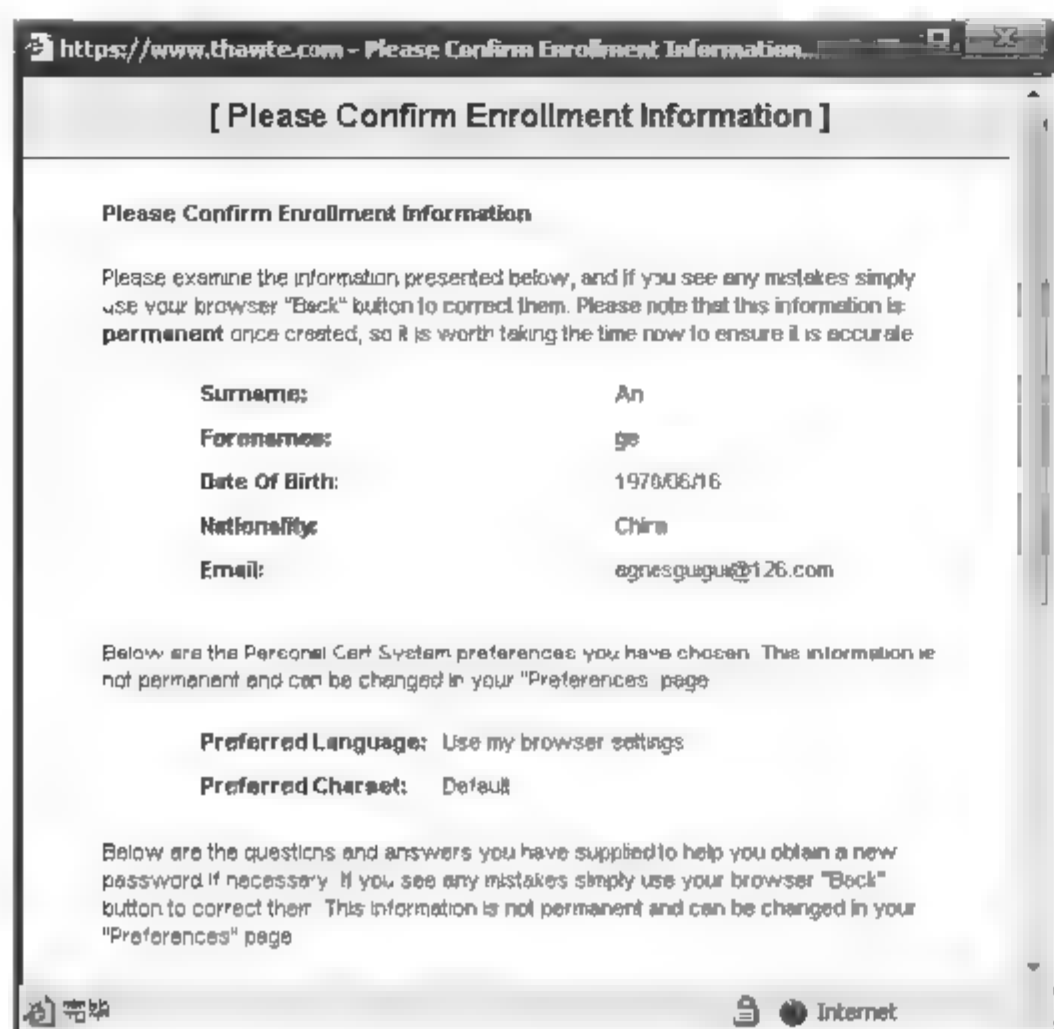 https://www.thawte.com - Please Confirm Enrollment Information...
[ Please Confirm Enrollment Information ]
Please Confirm Enrollment Information
Please examine the information presented below, and if you see any mistakes simply
use your browser "Back" button to correct them. Please note that this information is
permanent once created, so it is worth taking the time now to ensure it is accurate
Surname: An
Forenames: ge
Date Of Birth:
Nationality: China
Email:
Below are the Personal Cert System preferences you have chosen. This information is
not permanent and can be changed in your "Preferences page
Preferred Language: Use my browser settings
Preferred Charset: Default
Below are the questions and answers you have supplied to help you obtain a new
password if necessary. If you see any mistakes simply use your browser "Back"
button to correct them. This information is not permanent and can be changed in your
"Preferences" page
Internet